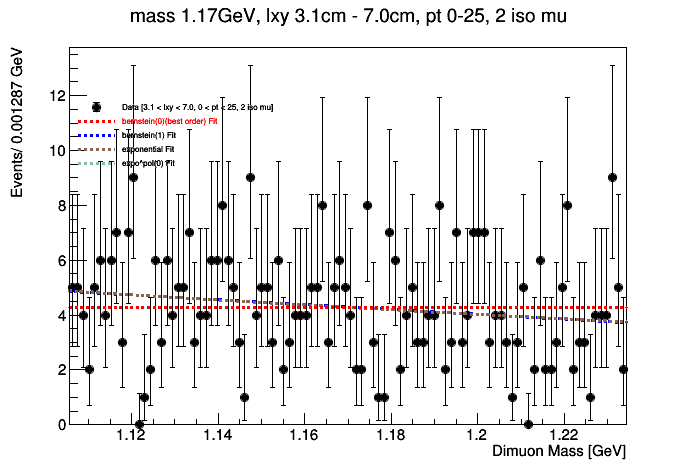 mass 1.17GeV, lxy 3.1cm - 7.0cm, pt 0-25, 2 iso mu
Events/ 0.001287 GeV
12
10
8
6
4
2
0
Data [3.1 < lxy < 7.0, 0 < pt < 25, 2 iso mu]
bernstein(0)(best order) Fit
bernstein(1) Fit
exponential Fit
expo*pol(0) Fit
1.12 1.14 1.16 1.18 1.2 1.22
Dimuon Mass [GeV]